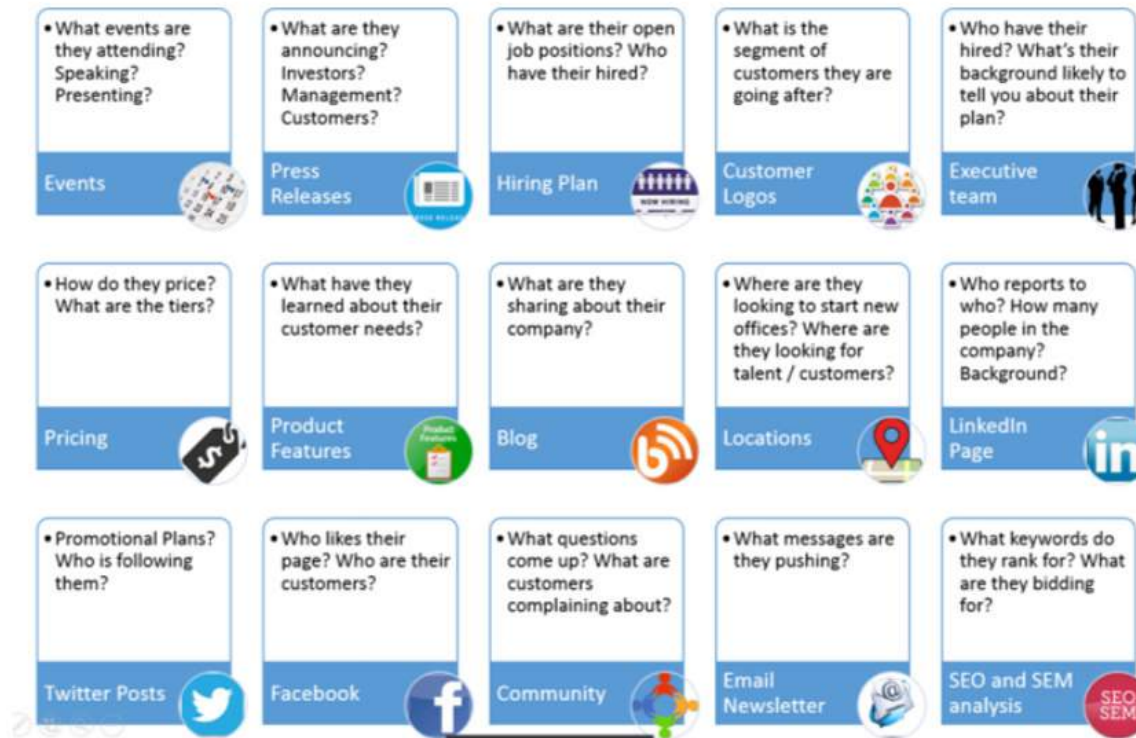 • What events are
they attending?
Speaking?
Presenting?
Events
• What are they
announcing?
Investors?
Management?
Customers?
Press
Releases
• What are their open
job positions? Who
have their hired?
Hiring Plan
NOW HIRING
• What is the
segment of
customers they are
going after?
Customer
Logos
• Who have their
hired? What's their
background likely to
tell you about their
plan?
Executive
team
• How do they price?
What are the tiers?
Pricing
$
• What have they
learned about their
customer needs?
Product
Features
Product
Features
• What are they
sharing about their
company?
Blog
• Where are they
looking to start new
offices? Where are
they looking for
talent / customers?
Locations
• Who reports to
who? How many
people in the
company?
Background?
LinkedIn
Page
in
• Promotional Plans?
Who is following
them?
Twitter Posts
• Who likes their
page? Who are their
customers?
Facebook
f
• What questions
come up? What are
customers
complaining about?
Community
• What messages are
they pushing?
Email
Newsletter
@
• What keywords do
they rank for? What
are they bidding
for?
SEO and SEM
analysis
SEO
SEM